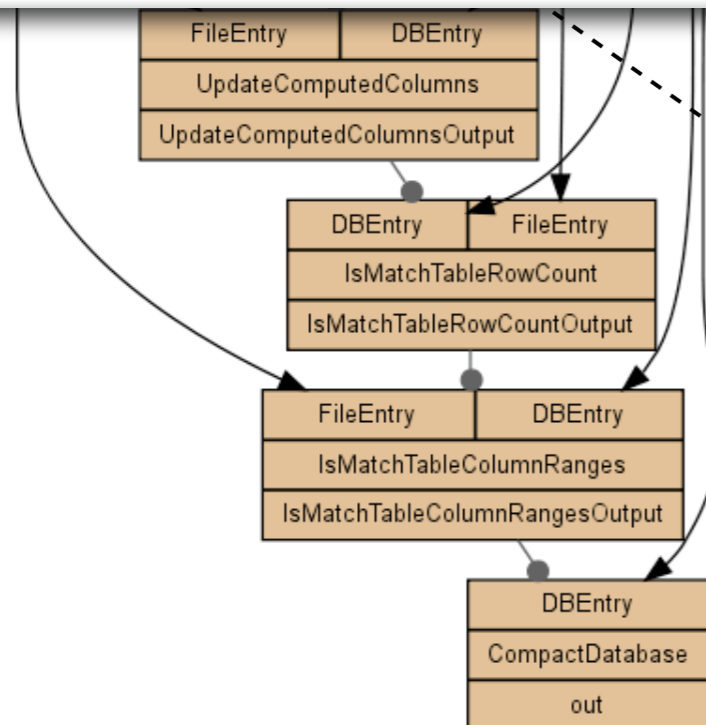 FileEntry DBEntry
UpdateComputedColumns
UpdateComputedColumnsOutput
DBEntry FileEntry
IsMatchTableRowCount
IsMatchTableRowCountOutput
FileEntry DBEntry
IsMatchTableColumnRanges
IsMatchTableColumnRangesOutput
DBEntry
CompactDatabase
out